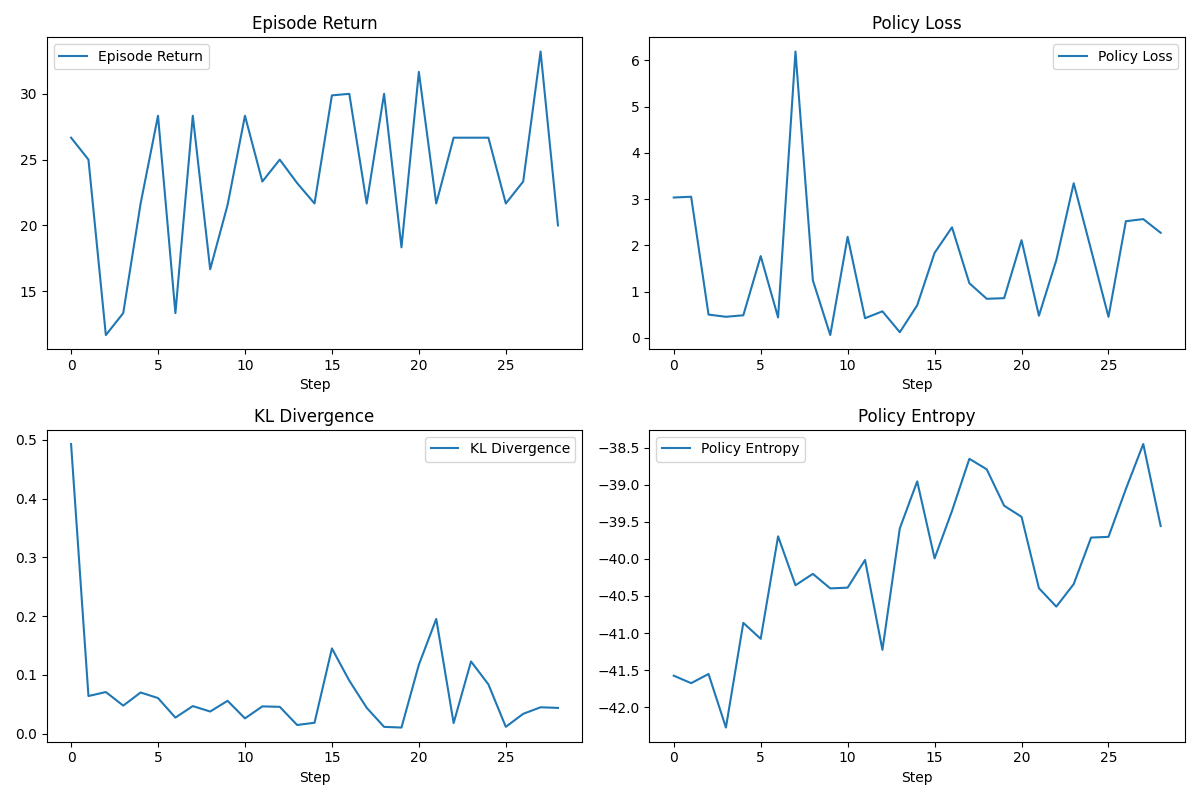 Episode Return
Episode Return
30
25
20
15
0 5 10 15 20 25
Step
Policy Loss
Policy Loss
6
5
4
3
2
1
0
0 5 10 15 20 25
Step
KL Divergence
KL Divergence
0.5
0.4
0.3
0.2
0.1
0.0
0 5 10 15 20 25
Step
Policy Entropy
Policy Entropy
−38.5
−39.0
−39.5
−40.0
−40.5
−41.0
−41.5
−42.0
0 5 10 15 20 25
Step